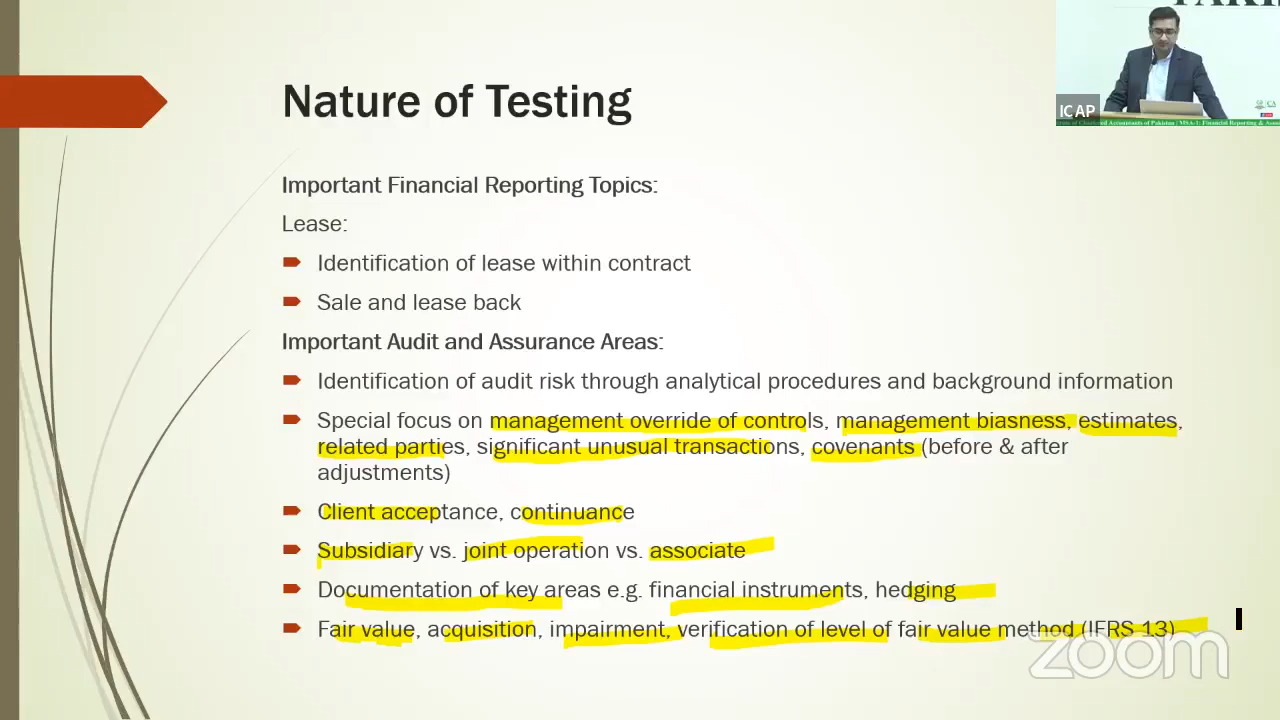 Nature of Testing
ICAP
Important Financial Reporting Topics:
Lease:
Identification of lease within contract
Sale and lease back
Important Audit and Assurance Areas:
Identification of audit risk through analytical procedures and background information
Special focus on management override of controls, management biasness, estimates,
related parties, significant unusual transactions, covenants (before & after
adjustments)
Client acceptance, continuance
Subsidiary vs. joint operation vs. associate
Documentation of key areas e.g. financial instruments, hedging
Fair value, acquisition, impairment, verification of level of fair value method (IFRS 13)
zoom